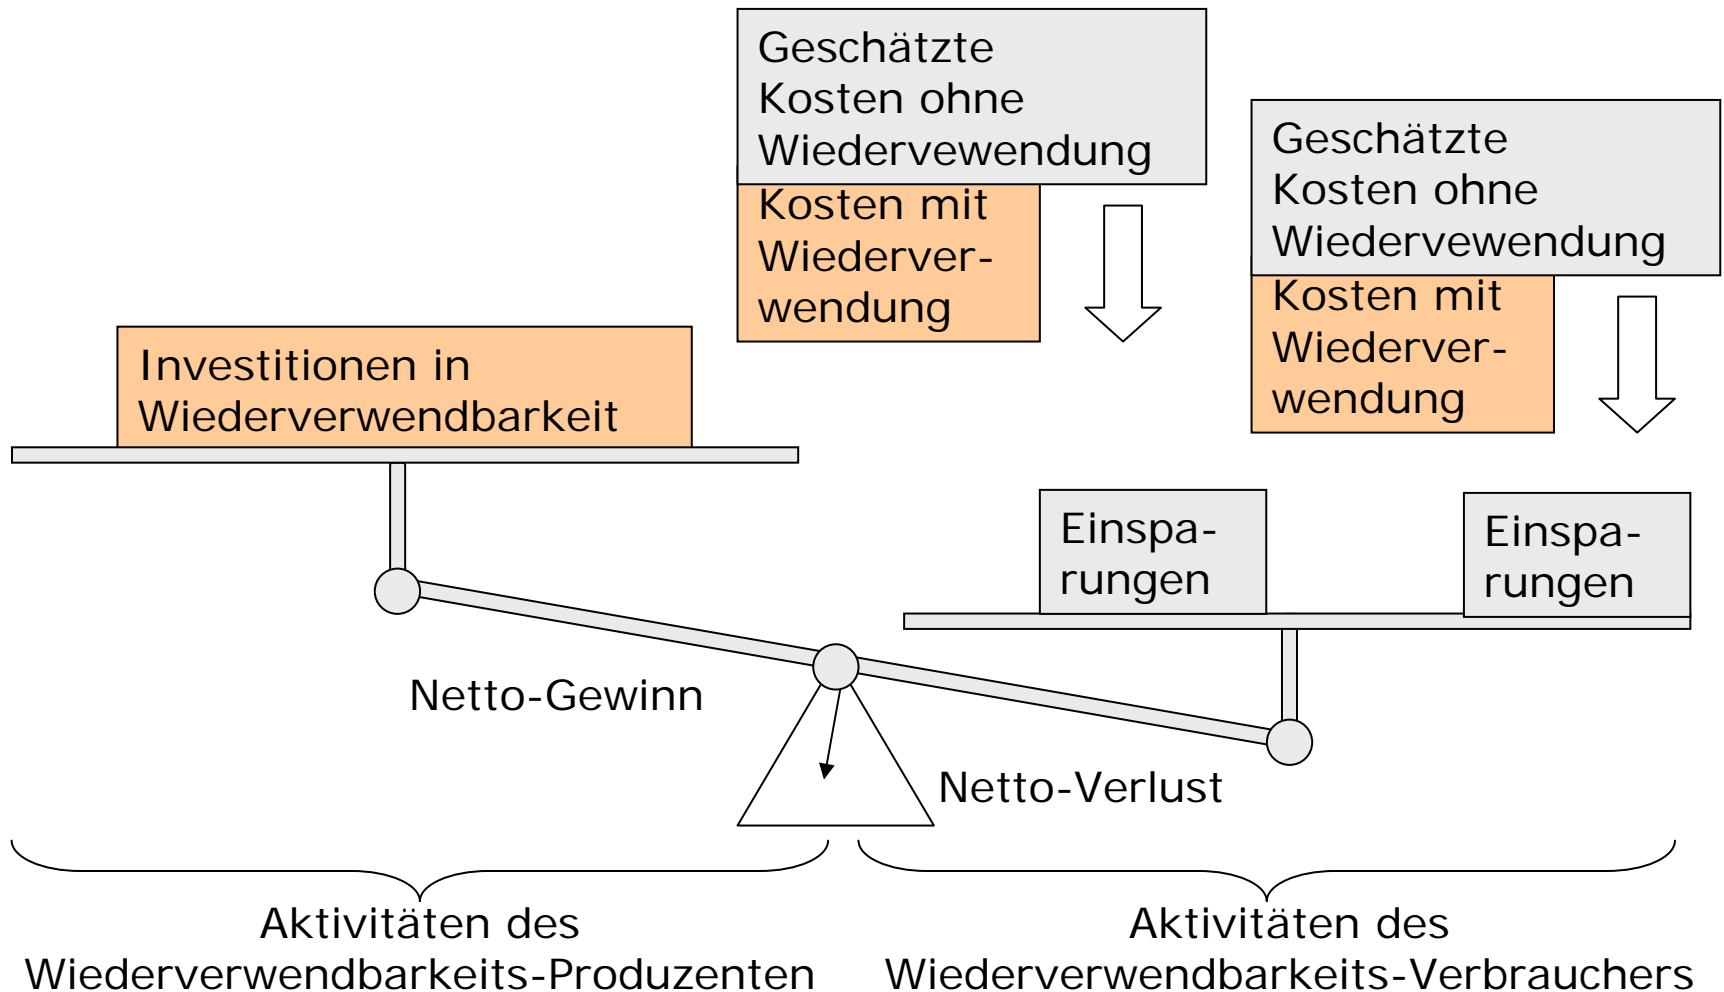 Geschätzte
Kosten ohne
Wiedervewendung
Kosten mit
Wiederver-
wendung
Geschätzte
Kosten ohne
Wiedervewendung
Kosten mit
Wiederver-
wendung
Investitionen in
Wiederverwendbarkeit
Einspa-
rungen
Einspa-
rungen
Netto-Gewinn
Netto-Verlust
Aktivitäten des
Wiederverwendbarkeits-Produzenten
Aktivitäten des
Wiederverwendbarkeits-Verbrauchers